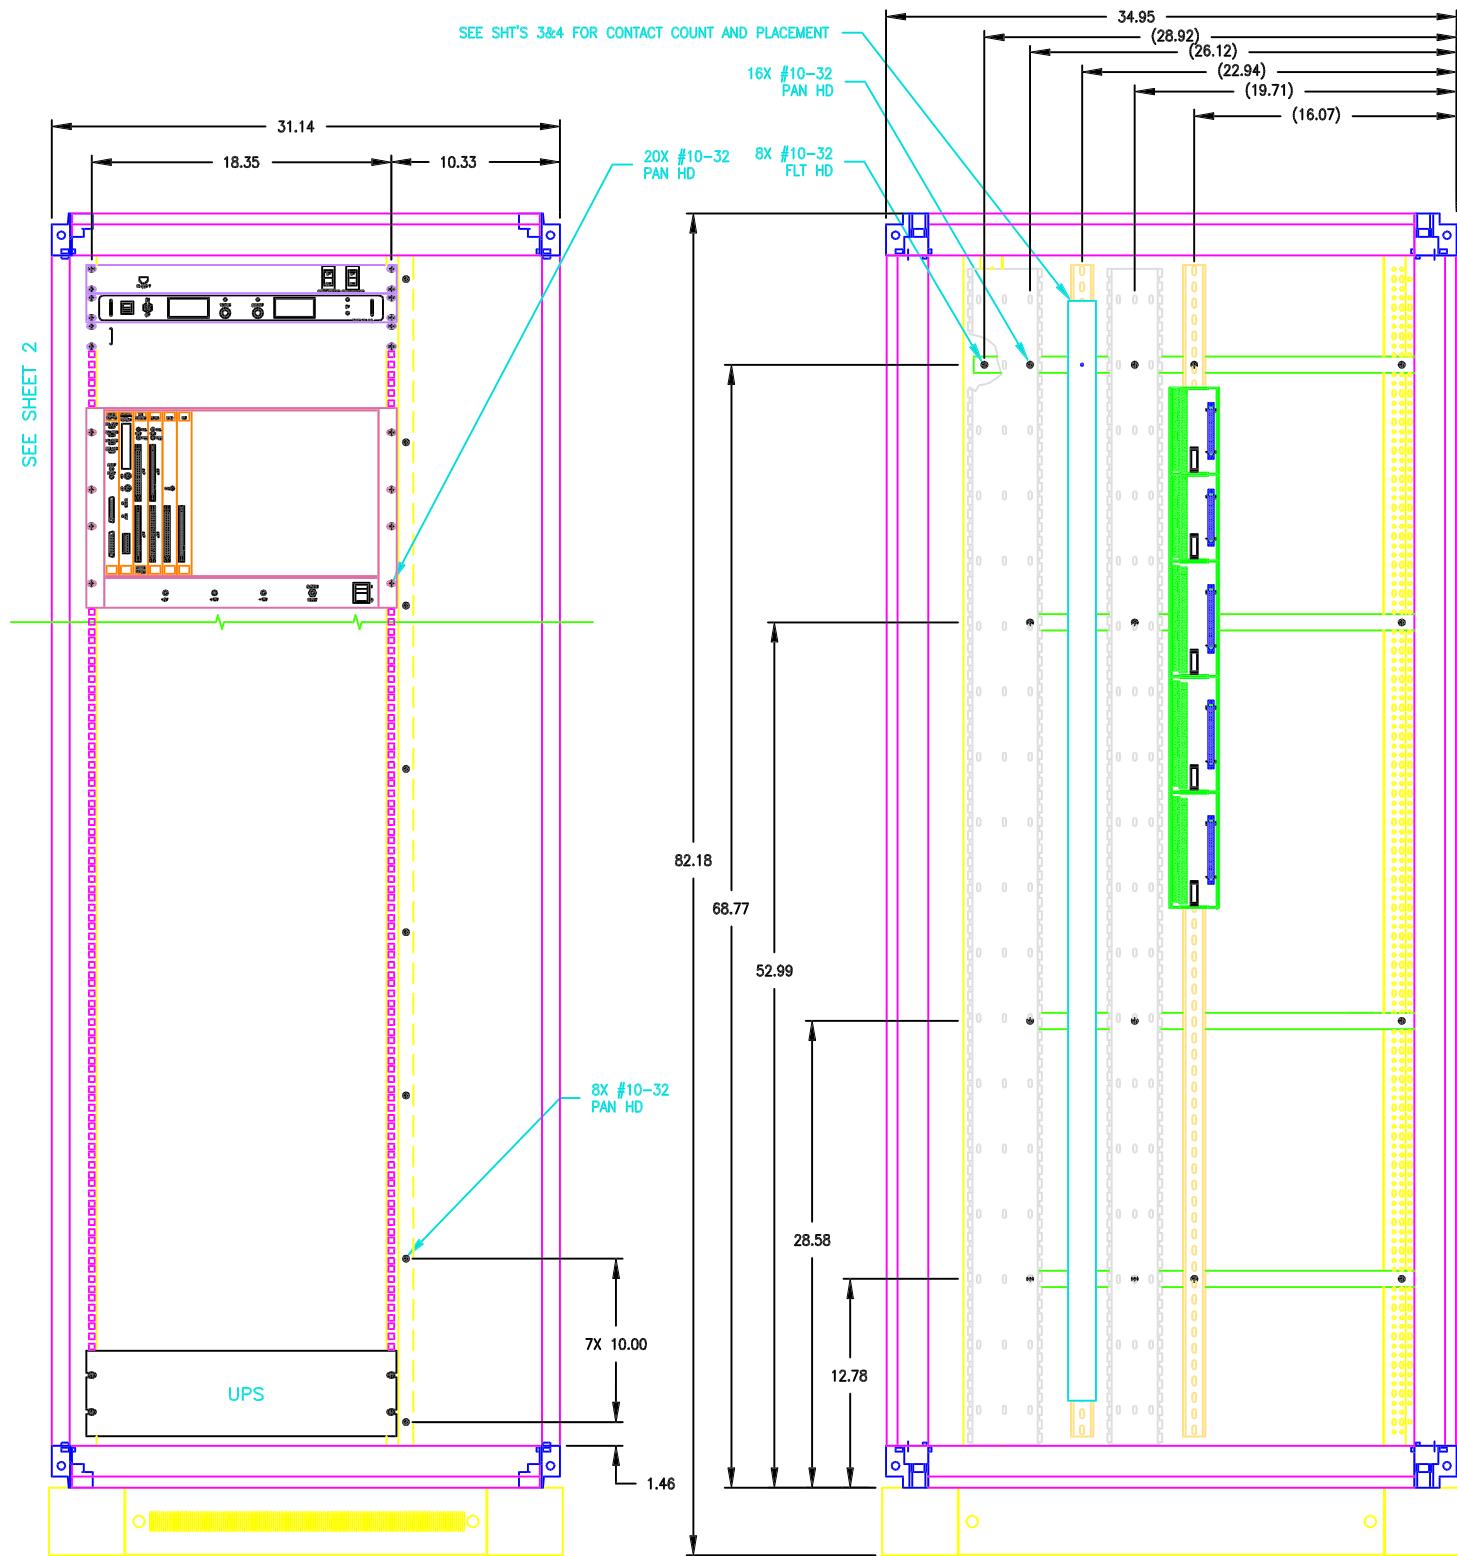 34.95
(28.92)
SEE SHT'S 3&4 FOR CONTACT COUNT AND PLACEMENT
(26.12)
(22.94)
16X #10-32
PAN HD
(19.71)
(16.07)
31.14
18.35
10.33
20X #10-32
PAN HD
8X #10-32
FLT HD
SEE SHEET 2
82.18
68.77
52.99
8X #10-32
PAN HD
28.58
7X 10.00
12.78
UPS
1.46